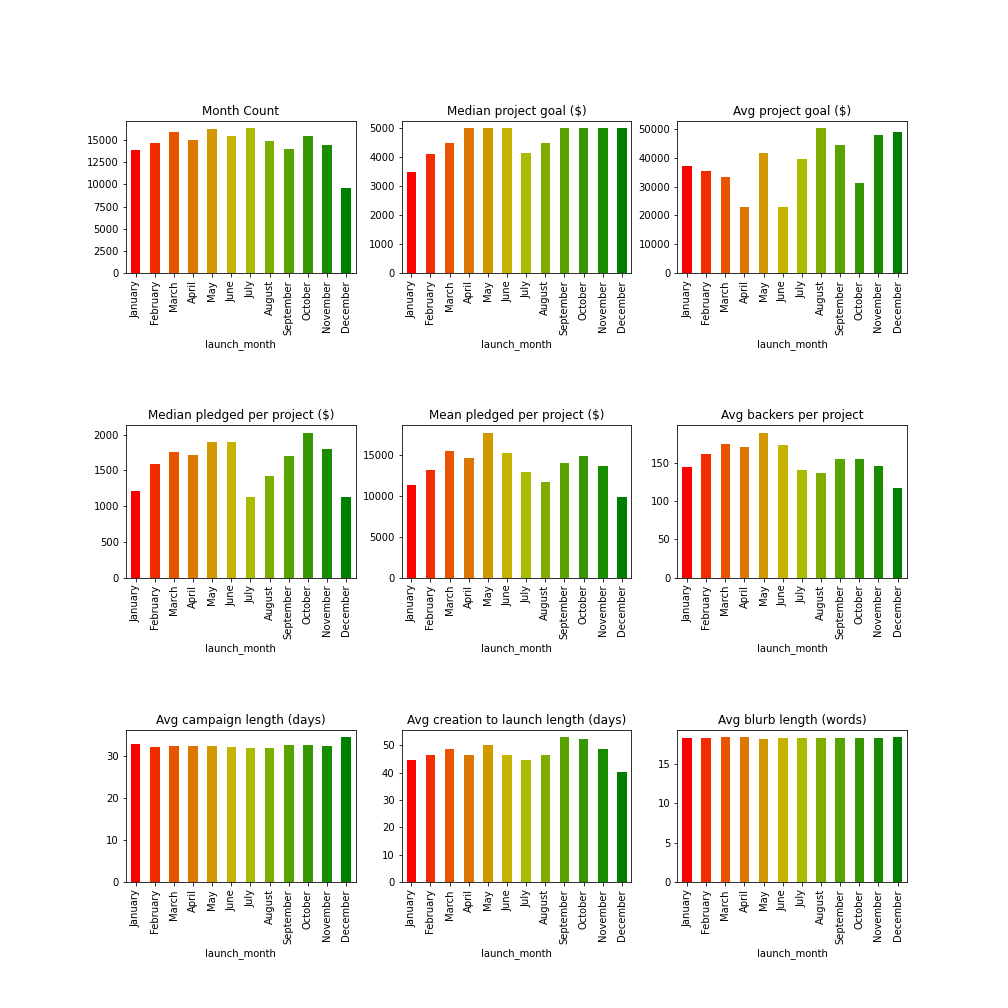 Month Count
15000
12500
10000
7500
5000
2500
0
January
February
March
April
May
June
July
August
September
October
November
December
launch_month
Median project goal ($)
5000
4000
3000
2000
1000
0
January
February
March
April
May
June
July
August
September
October
November
December
launch_month
Avg project goal ($)
50000
40000
30000
20000
10000
0
January
February
March
April
May
June
July
August
September
October
November
December
launch_month
Median pledged per project ($)
2000
1500
1000
500
0
January
February
March
April
May
June
July
August
September
October
November
December
launch_month
Mean pledged per project ($)
15000
10000
5000
0
January
February
March
April
May
June
July
August
September
October
November
December
launch_month
Avg backers per project
150
100
50
0
January
February
March
April
May
June
July
August
September
October
November
December
launch_month
Avg campaign length (days)
30
20
10
0
January
February
March
April
May
June
July
August
September
October
November
December
launch_month
Avg creation to launch length (days)
50
40
30
20
10
0
January
February
March
April
May
June
July
August
September
October
November
December
launch_month
Avg blurb length (words)
15
10
5
0
January
February
March
April
May
June
July
August
September
October
November
December
launch_month